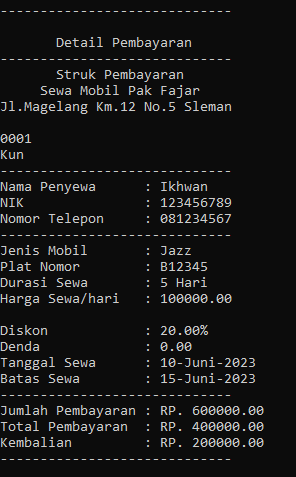 -----------------------------
Detail Pembayaran
-----------------------------
Struk Pembayaran
Sewa Mobil Pak Fajar
Jl.Magelang Km.12 No.5 Sleman

0001
Kun
-----------------------------
Nama Penyewa      : Ikhwan
NIK               : 123456789
Nomor Telepon     : 081234567
-----------------------------
Jenis Mobil       : Jazz
Plat Nomor        : B12345
Durasi Sewa       : 5 Hari
Harga Sewa/hari   : 100000.00

Diskon            : 20.00%
Denda             : 0.00
Tanggal Sewa      : 10-Juni-2023
Batas Sewa        : 15-Juni-2023
-----------------------------
Jumlah Pembayaran : RP. 600000.00
Total Pembayaran  : RP. 400000.00
Kembalian         : RP. 200000.00
-----------------------------